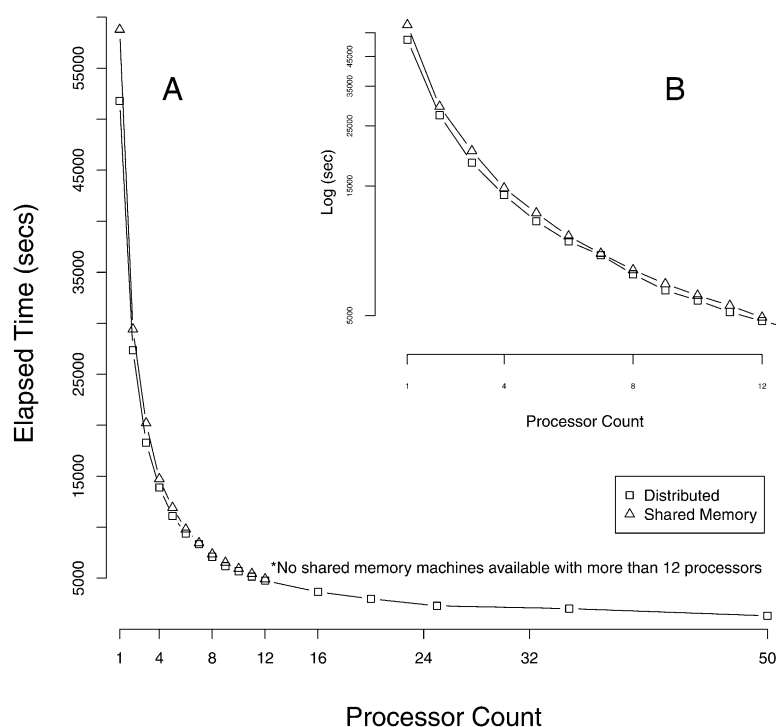 A
B
Elapsed Time (secs)
55000
45000
35000
25000
15000
5000
Log (sec)
45000
35000
25000
15000
5000
1 4 8 12
Processor Count
Distributed
Shared Memory
*No shared memory machines available with more than 12 processors
1 4 8 12 16 24 32 50
Processor Count